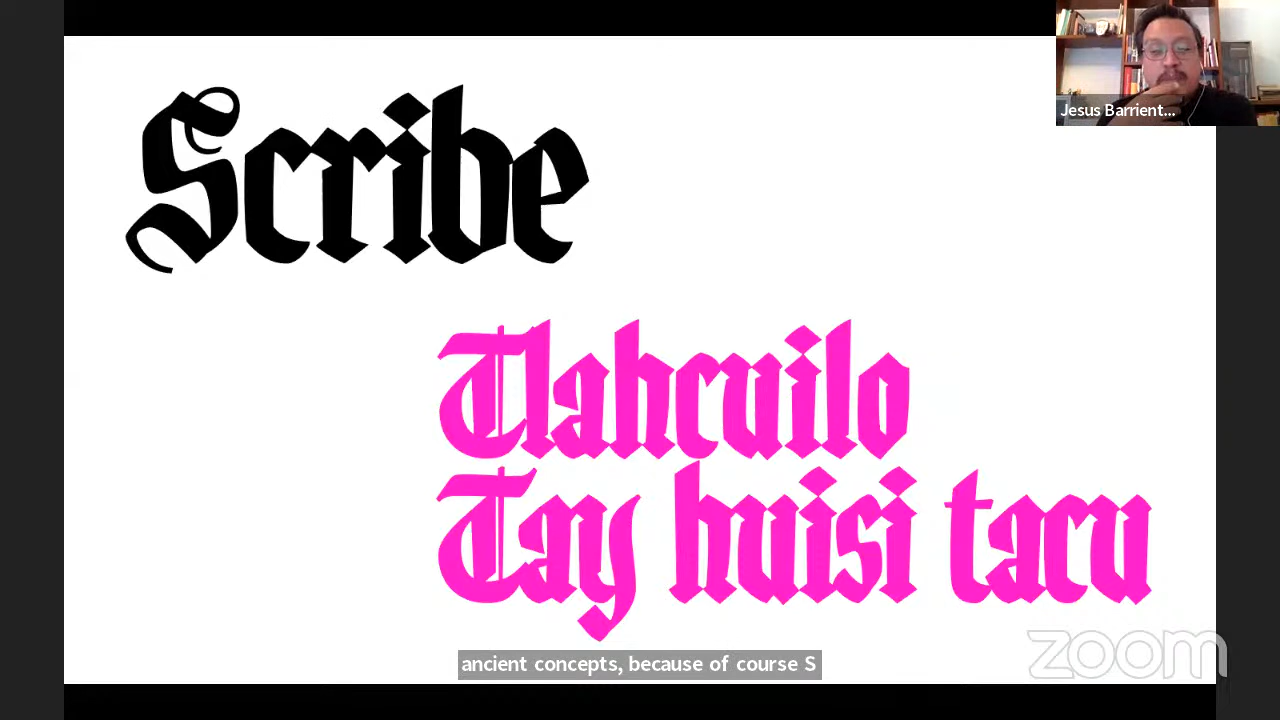 Scribe
Jesus Barrient...
Tlahcuilo
Tay huisi tacu
zoom
ancient concepts, because of course S